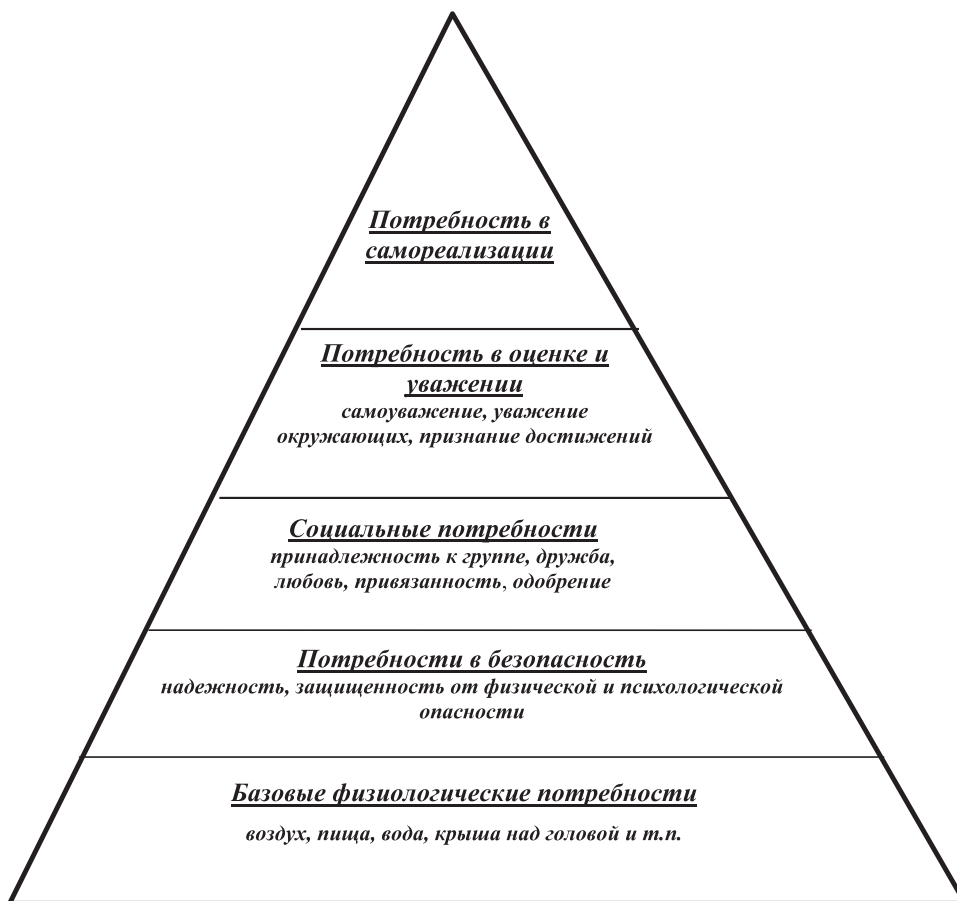 Потребность в
самореализации
Потребность в оценке и
уважении
самоуважение, уважение
окружающих, признание достижений
Социальные потребности
принадлежность к группе, дружба,
любовь, привязанность, одобрение
Потребности в безопасность
надежность, защищенность от физической и психологической
опасности
Базовые физиологические потребности
воздух, пища, вода, крыша над головой и т.п.